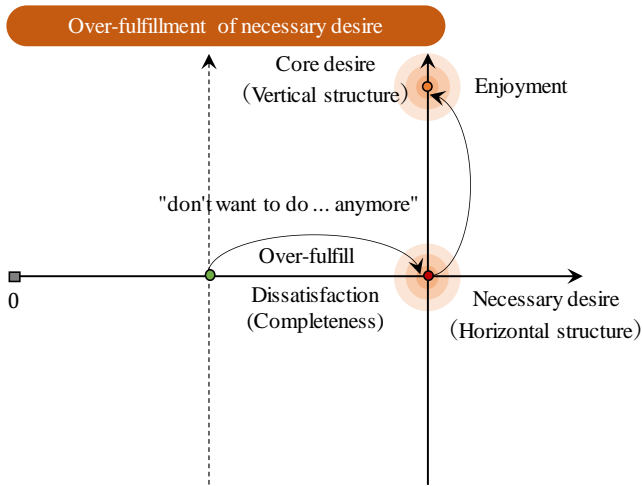 Over-fulfillment of necessary desire
Core desire
（Vertical structure）
Enjoyment
"don't want to do ... anymore"
Over-fulfill
0
Dissatisfaction
(Completeness)
Necessary desire
（Horizontal structure）